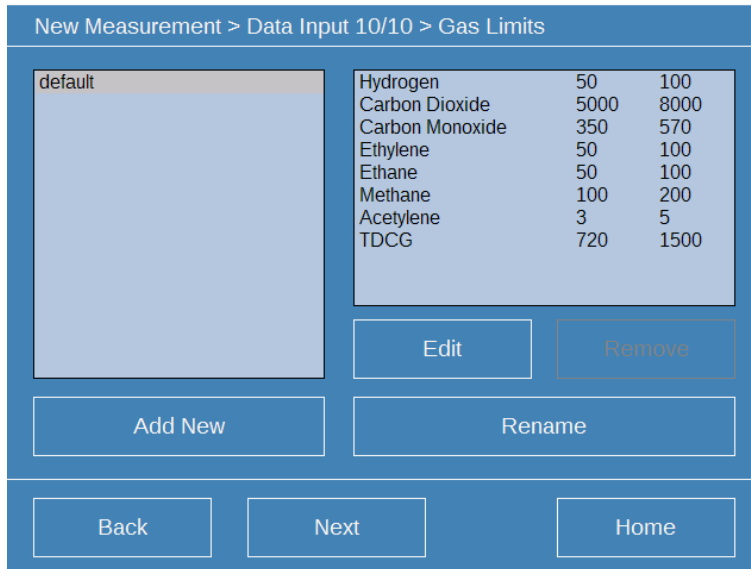 New Measurement > Data Input 10/10 > Gas Limits
default
Hydrogen 50 100
Carbon Dioxide 5000 8000
Carbon Monoxide 350 570
Ethylene 50 100
Ethane 50 100
Methane 100 200
Acetylene 3 5
TDCG 720 1500
Edit
Remove
Add New
Rename
Back
Next
Home